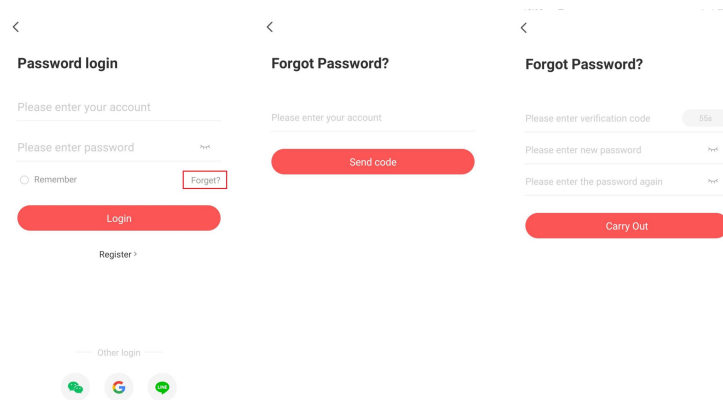 Password login
Please enter your account
Please enter password
Remember
Forget?
Login
Register >
Other login
LINE
Forgot Password?
Please enter your account
Send code
Forgot Password?
Please enter verification code
55s
Please enter new password
Please enter the password again
Carry Out